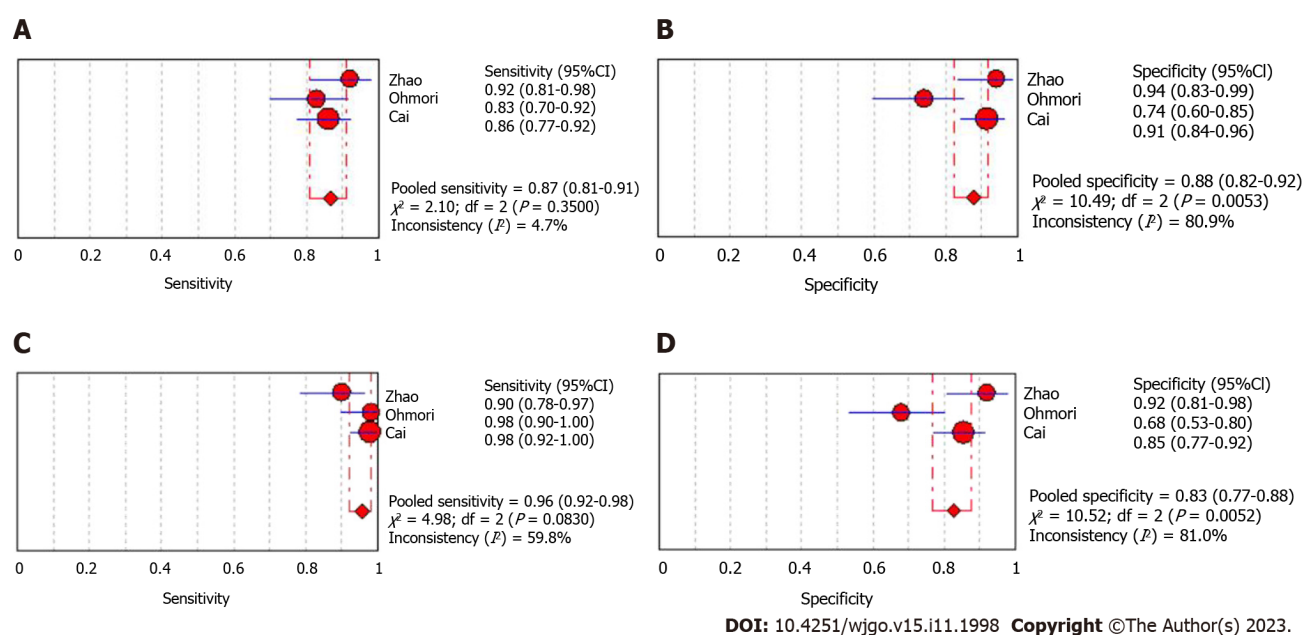 A
Sensitivity (95%CI)
Zhao
0.92 (0.81-0.98)
Ohmori
0.83 (0.70-0.92)
Cai
0.86 (0.77-0.92)
Pooled sensitivity = 0.87 (0.81-0.91)
χ² = 2.10; df = 2 (P = 0.3500)
Inconsistency (I²) = 4.7%
0 0.2 0.4 0.6 0.8 1
Sensitivity
B
Specificity (95%CI)
Zhao
0.94 (0.83-0.99)
Ohmori
0.74 (0.60-0.85)
Cai
0.91 (0.84-0.96)
Pooled specificity = 0.88 (0.82-0.92)
χ² = 10.49; df = 2 (P = 0.0053)
Inconsistency (I²) = 80.9%
0 0.2 0.4 0.6 0.8 1
Specificity
C
Sensitivity (95%CI)
Zhao
0.90 (0.78-0.97)
Ohmori
0.98 (0.90-1.00)
Cai
0.98 (0.92-1.00)
Pooled sensitivity = 0.96 (0.92-0.98)
χ² = 4.98; df = 2 (P = 0.0830)
Inconsistency (I²) = 59.8%
0 0.2 0.4 0.6 0.8 1
Sensitivity
D
Specificity (95%CI)
Zhao
0.92 (0.81-0.98)
Ohmori
0.68 (0.53-0.80)
Cai
0.85 (0.77-0.92)
Pooled specificity = 0.83 (0.77-0.88)
χ² = 10.52; df = 2 (P = 0.0052)
Inconsistency (I²) = 81.0%
0 0.2 0.4 0.6 0.8 1
Specificity
DOI: 10.4251/wjgo.v15.i11.1998 Copyright ©The Author(s) 2023.